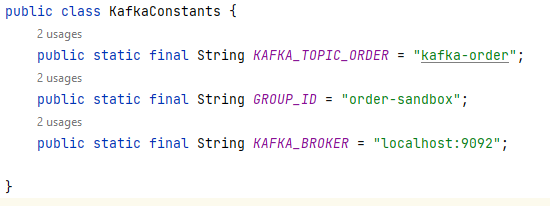 public class KafkaConstants {
2 usages
public static final String KAFKA_TOPIC_ORDER = "kafka-order";
2 usages
public static final String GROUP_ID = "order-sandbox";
2 usages
public static final String KAFKA_BROKER = "localhost:9092";
}